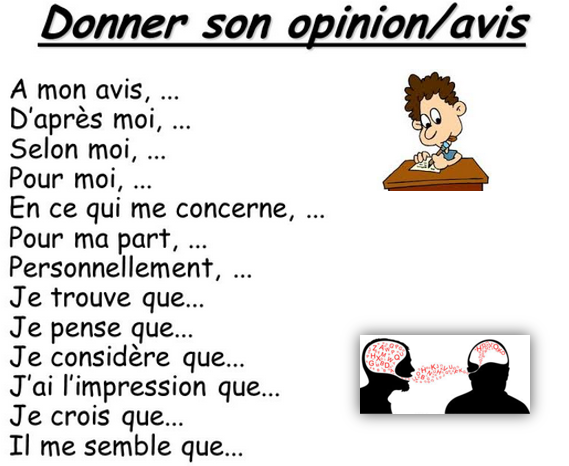 Donner son opinion/avis
A mon avis, ...
D'après moi, ...
Selon moi, ...
Pour moi, ...
En ce qui me concerne, ...
Pour ma part, ...
Personnellement, ...
Je trouve que...
Je pense que...
Je considère que...
J'ai l'impression que...
Je crois que...
Il me semble que...